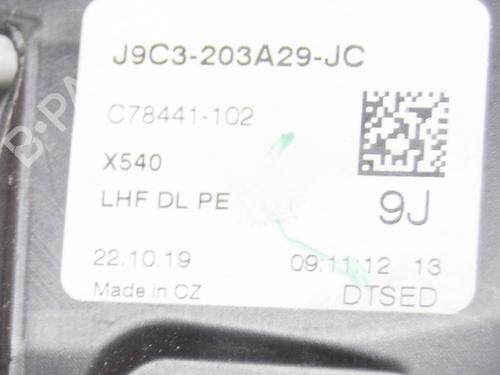 J9C3-203A29-JC
C78441-102
X540
LHF DL PE
9J
22.10.19 09:11:12 13
Made in CZ DTSED
B-PA